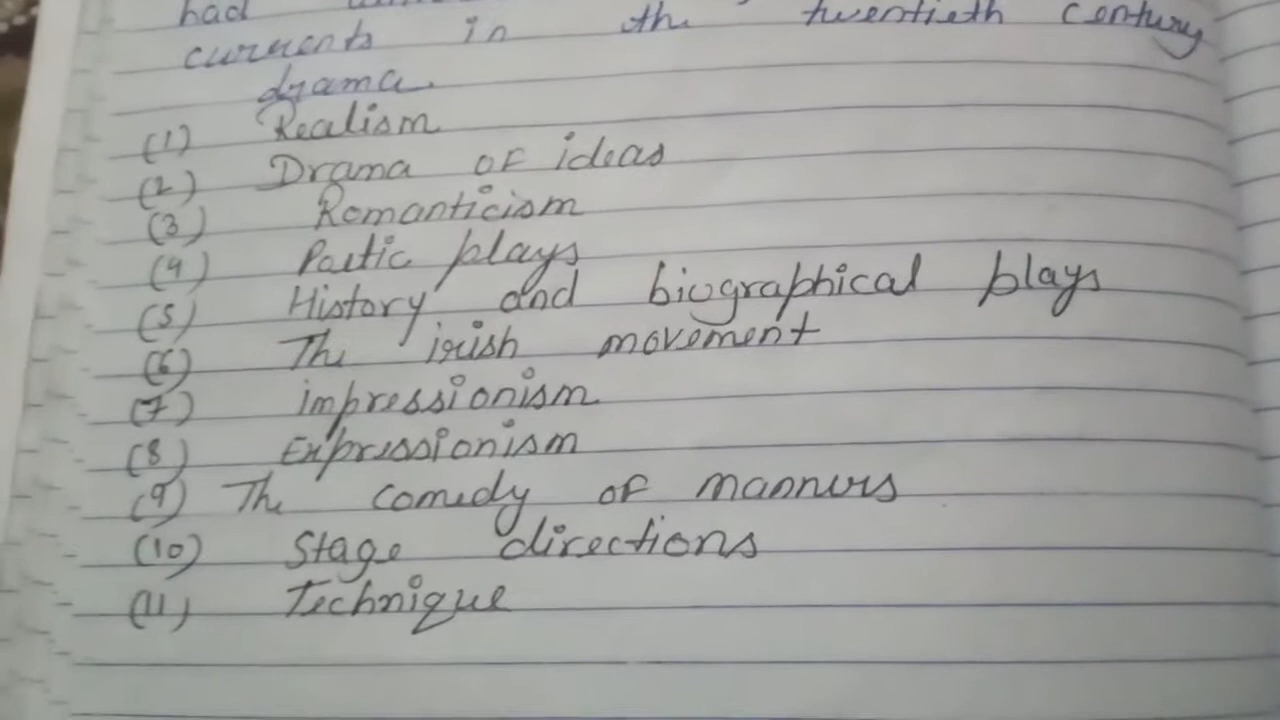 had
currents in the twentieth century
drama.
(1) Realism
(2) Drama of ideas
(3) Romanticism
(4) Poetic plays
(5) History and biographical plays
(6) The irish movement
(7) impressionism
(8) Expressionism
(9) The comedy of manners
(10) Stage directions
(11) Technique